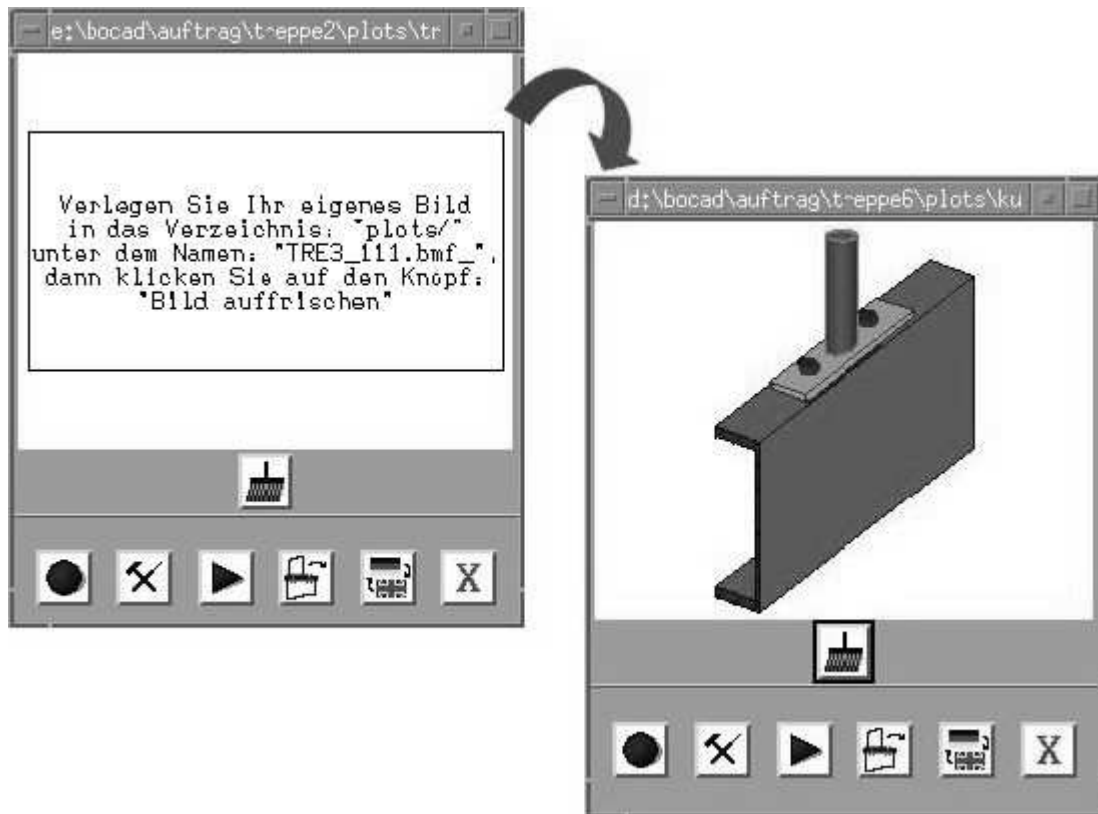 e:\bocad\auftrag\t~eppe2\plots\tr
Verlegen Sie Ihr eigenes Bild
in das Verzeichnis: "plots/"
unter dem Namen: "TRE3_111.bmf_",
dann klicken Sie auf den Knopf:
"Bild auffrischen"
X
d:\bocad\auftrag\t~eppe6\plots\ku
X